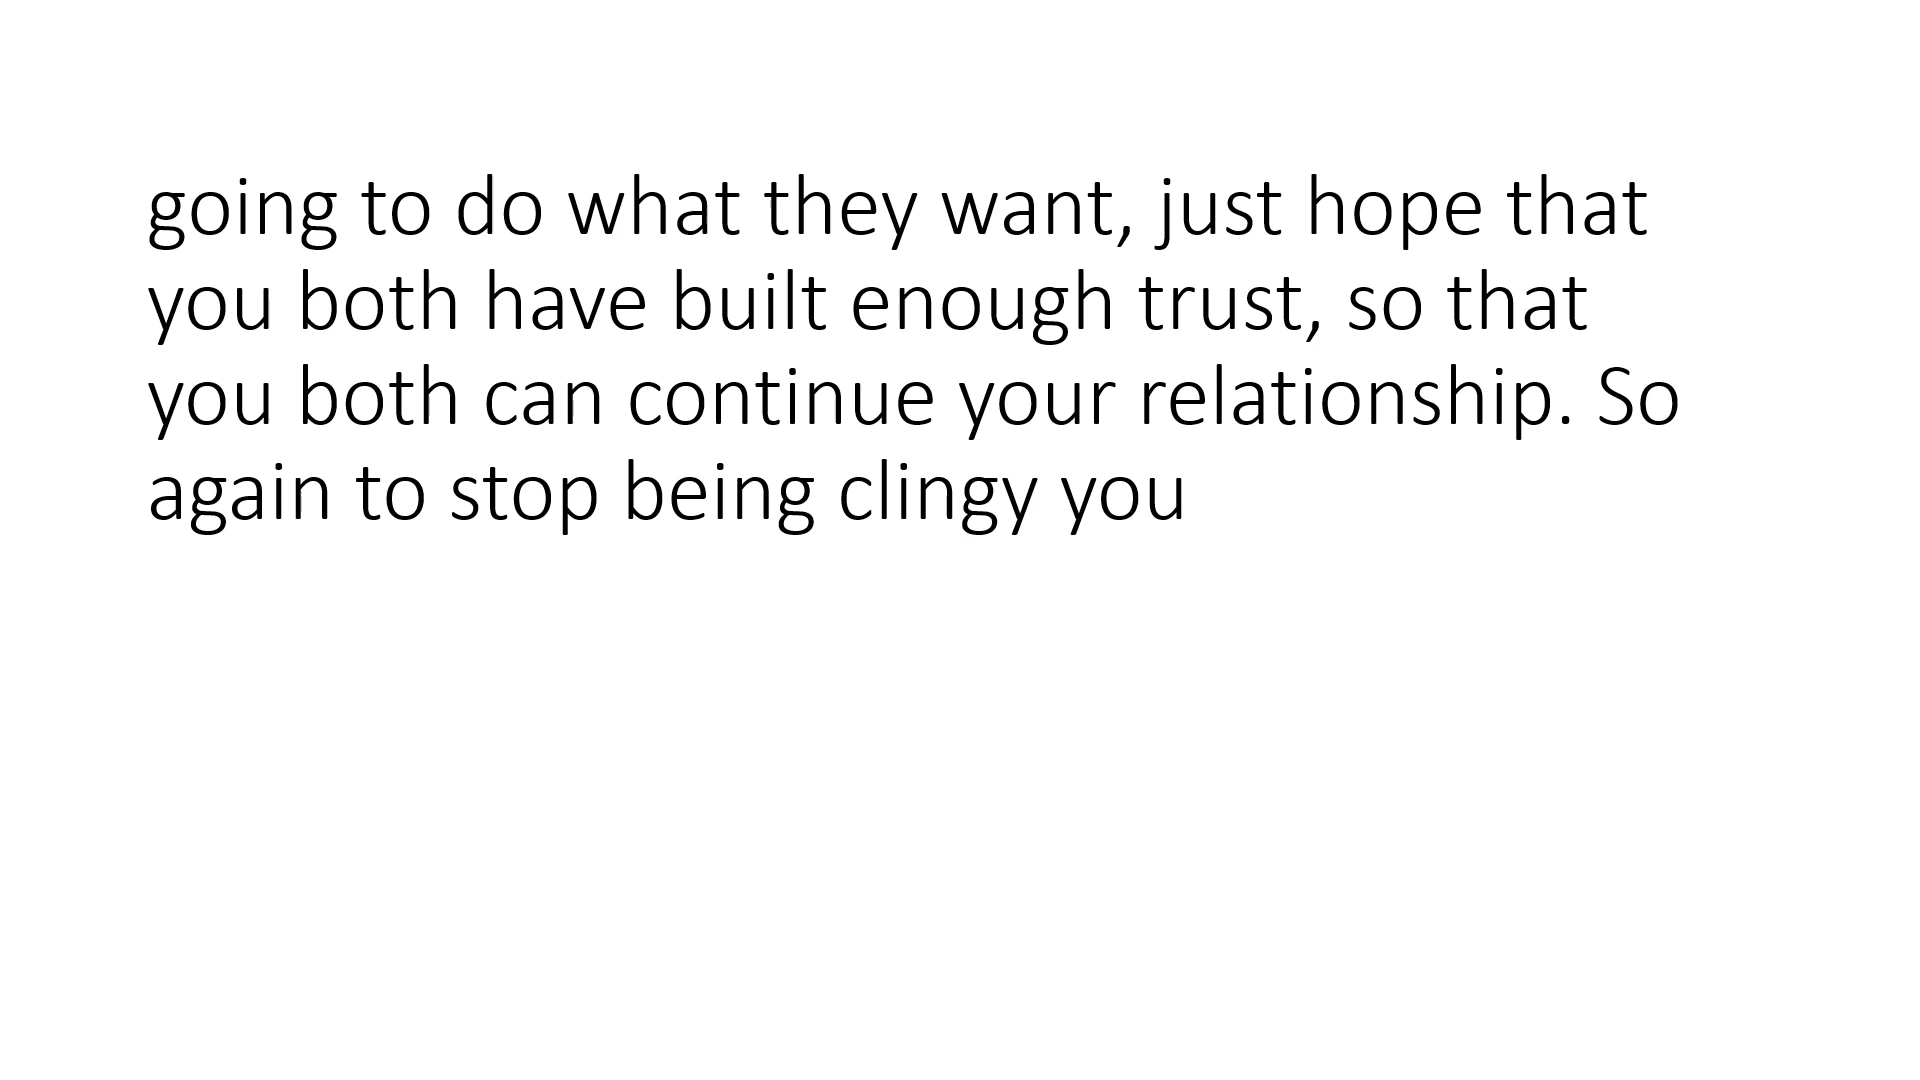 going to do what they want, just hope that
you both have built enough trust, so that
you both can continue your relationship. So
again to stop being clingy you